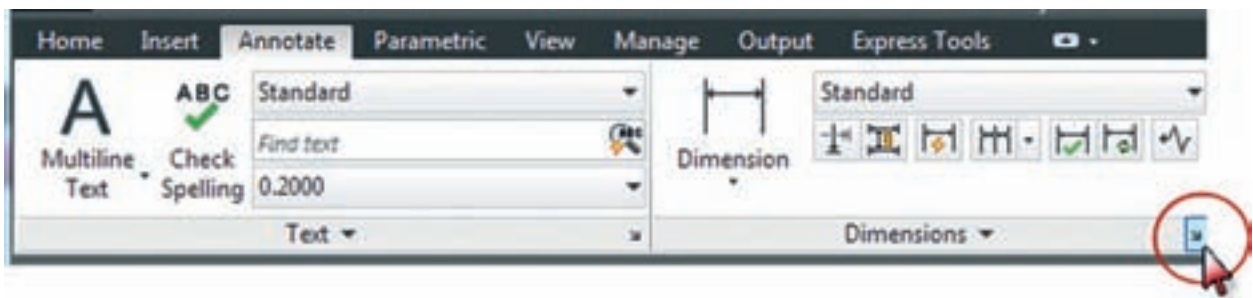 Home Insert Annotate Parametric View Manage Output Express Tools
ABC
Standard
Standard
Find text
Multiline Text
Check Spelling
0.2000
Dimension
Text
Dimensions